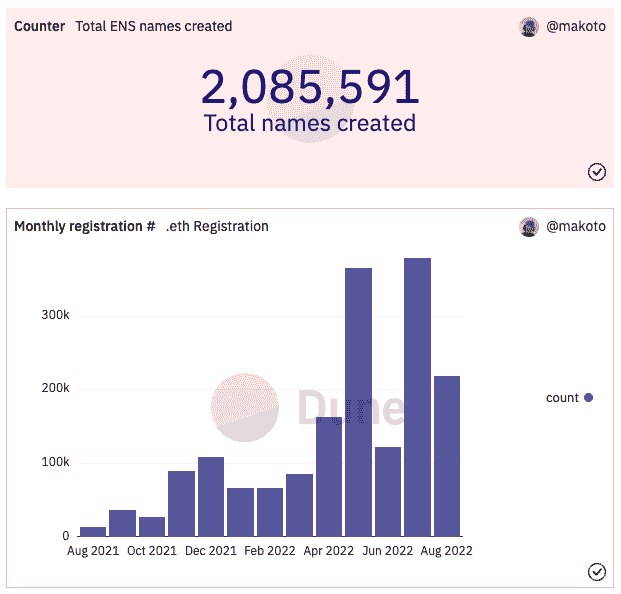 Counter Total ENS names created @makoto
2,085,591
Total names created
Monthly registration # .eth Registration @makoto
300k
200k
100k
0
Dune
count
Aug 2021 Oct 2021 Dec 2021 Feb 2022 Apr 2022 Jun 2022 Aug 2022